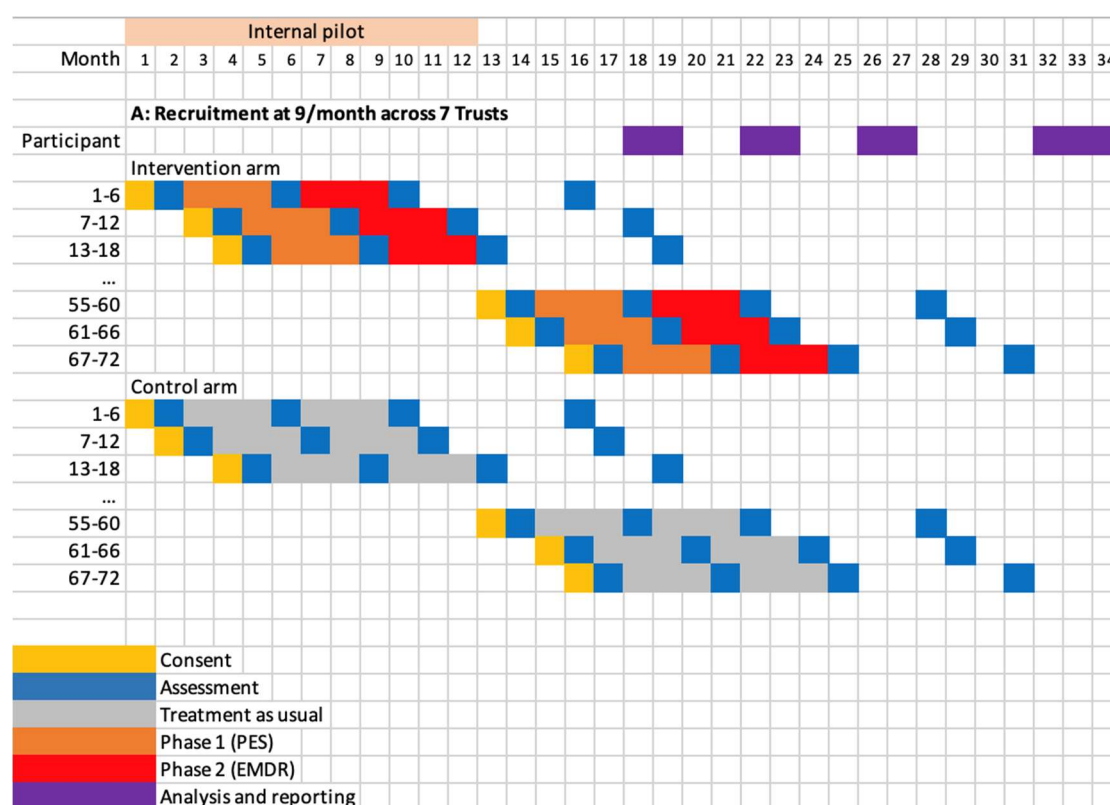 Internal pilot
Month 1 2 3 4 5 6 7 8 9 10 11 12 13 14 15 16 17 18 19 20 21 22 23 24 25 26 27 28 29 30 31 32 33 34
A: Recruitment at 9/month across 7 Trusts
Participant
Intervention arm
1-6
7-12
13-18
...
55-60
61-66
67-72
Control arm
1-6
7-12
13-18
...
55-60
61-66
67-72
Consent
Assessment
Treatment as usual
Phase 1 (PES)
Phase 2 (EMDR)
Analysis and reporting